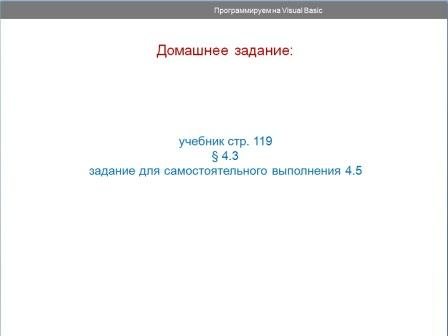 Программируем на Visual Basic
Домашнее задание:
учебник стр. 119
§ 4.3
задание для самостоятельного выполнения 4.5